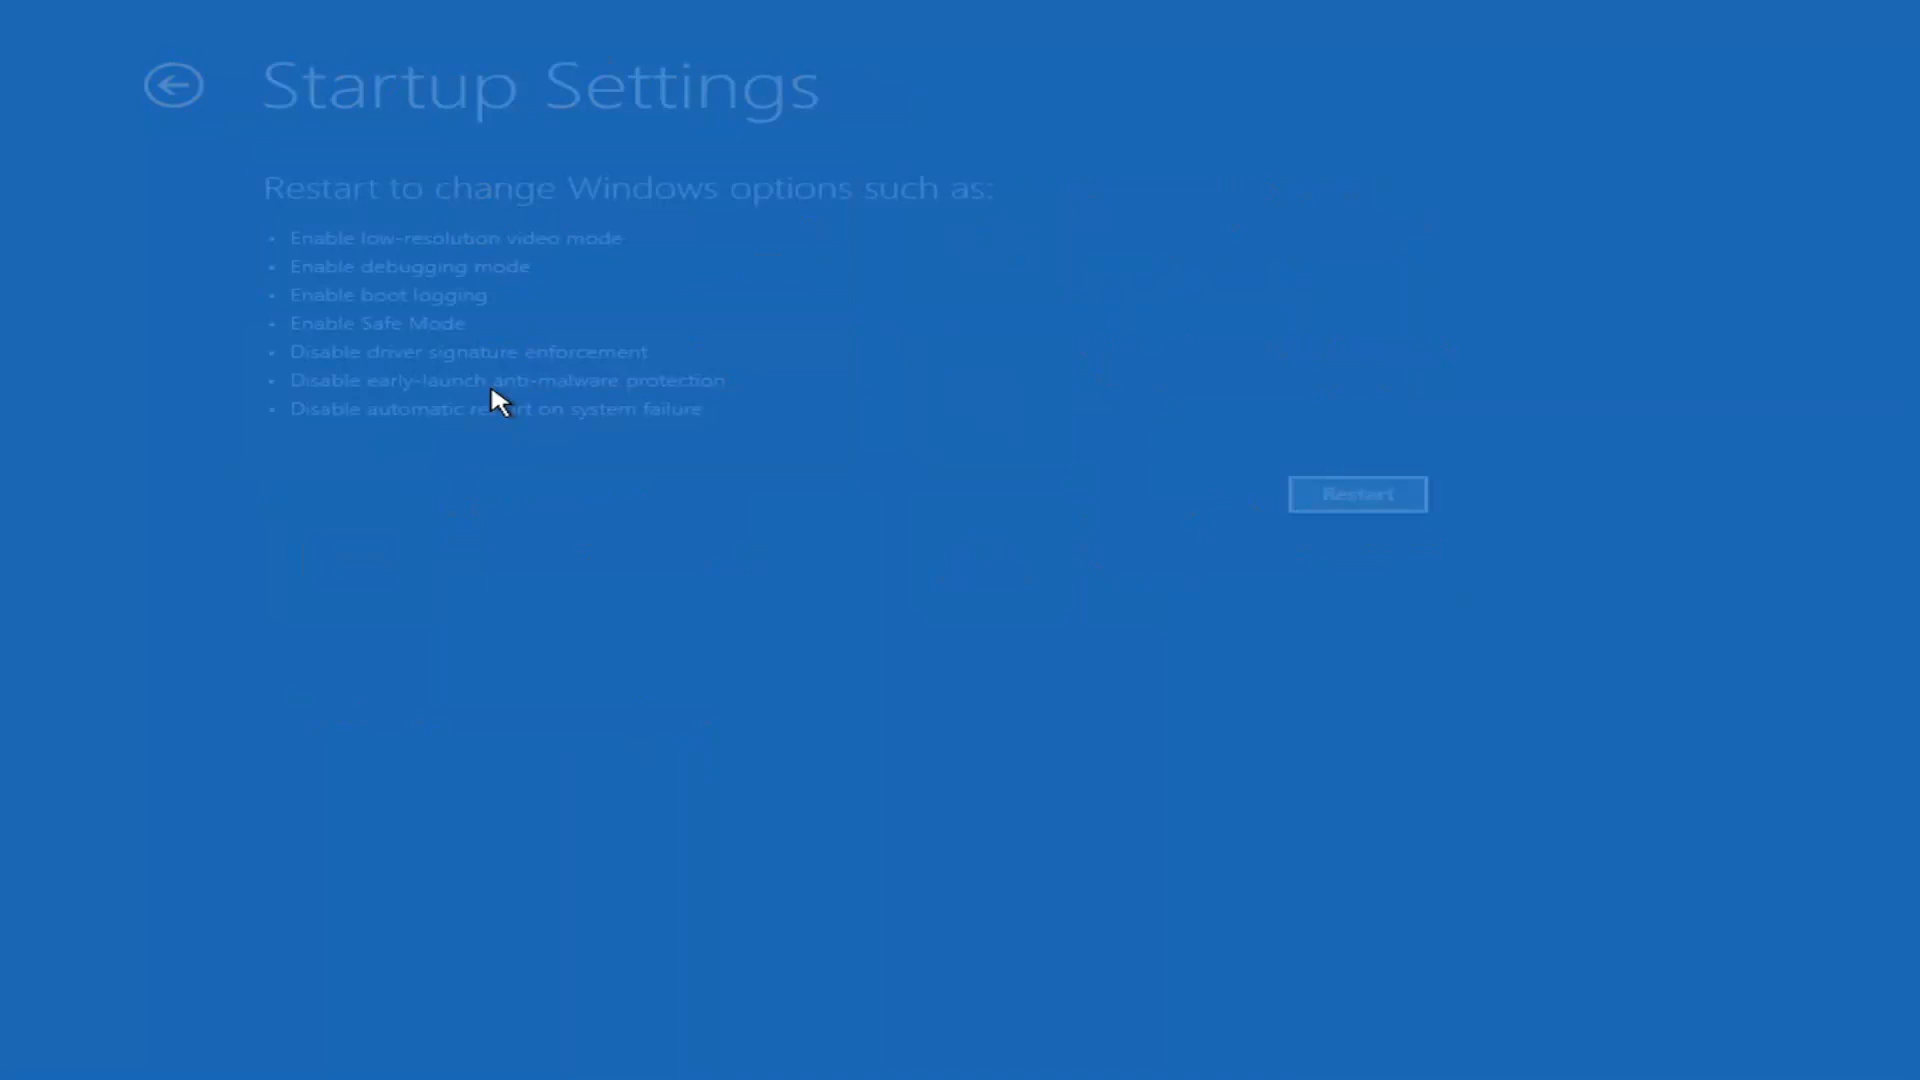 Startup Settings
Restart to change Windows options such as:
• Enable low-resolution video mode
• Enable debugging mode
• Enable boot logging
• Enable Safe Mode
• Disable driver signature enforcement
• Disable early-launch anti-malware protection
• Disable automatic restart on system failure
Restart